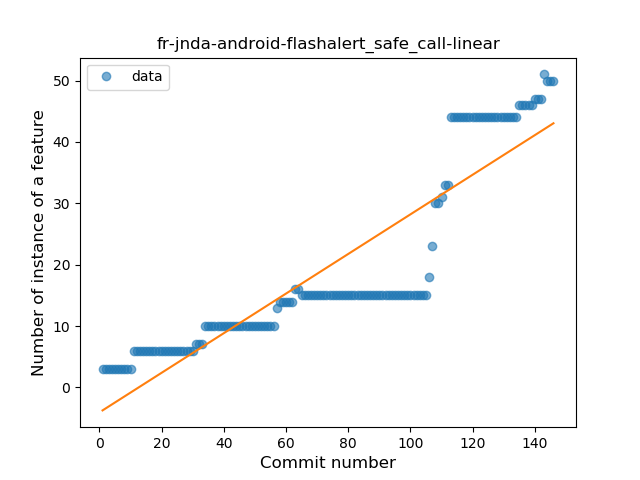 fr-jnda-android-flashalert_safe_call-linear
data
Number of instance of a feature
50
40
30
20
10
0
0 20 40 60 80 100 120 140
Commit number